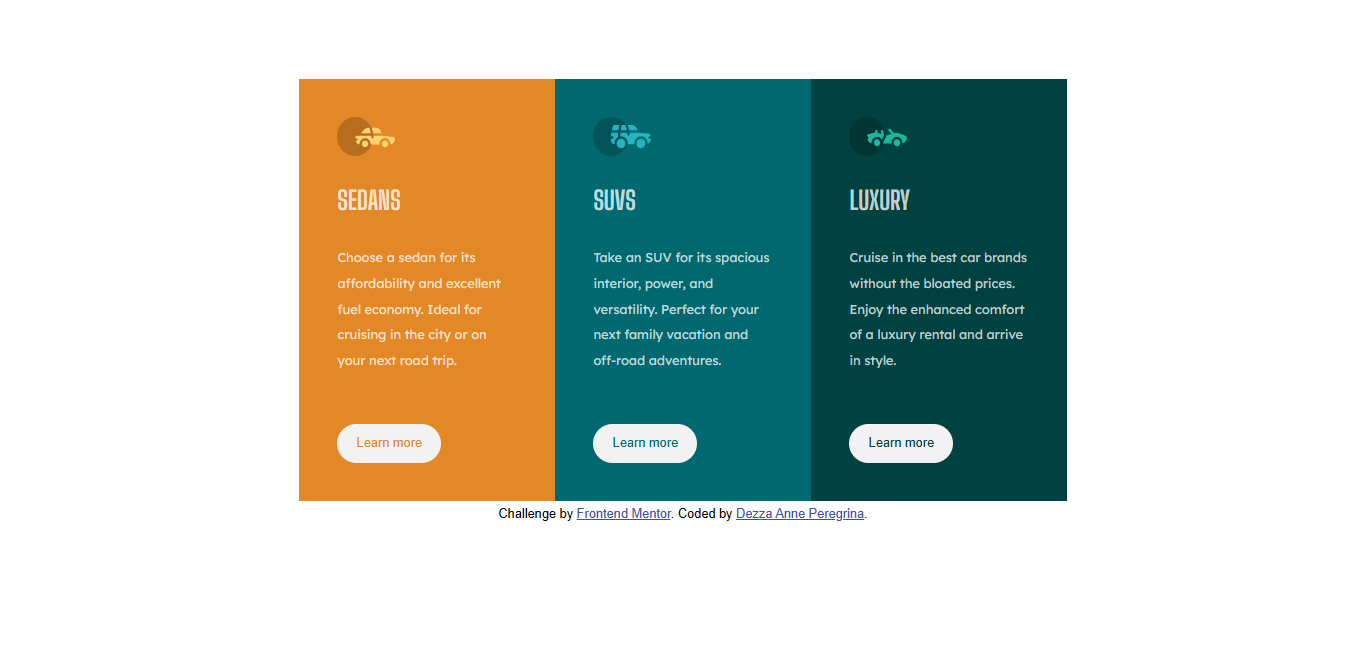 SEDANS
Choose a sedan for its
affordability and excellent
fuel economy. Ideal for
cruising in the city or on
your next road trip.
Learn more
SUVS
Take an SUV for its spacious
interior, power, and
versatility. Perfect for your
next family vacation and
off-road adventures.
Learn more
LUXURY
Cruise in the best car brands
without the bloated prices.
Enjoy the enhanced comfort
of a luxury rental and arrive
in style.
Learn more
Challenge by Frontend Mentor. Coded by Dezza Anne Peregrina.